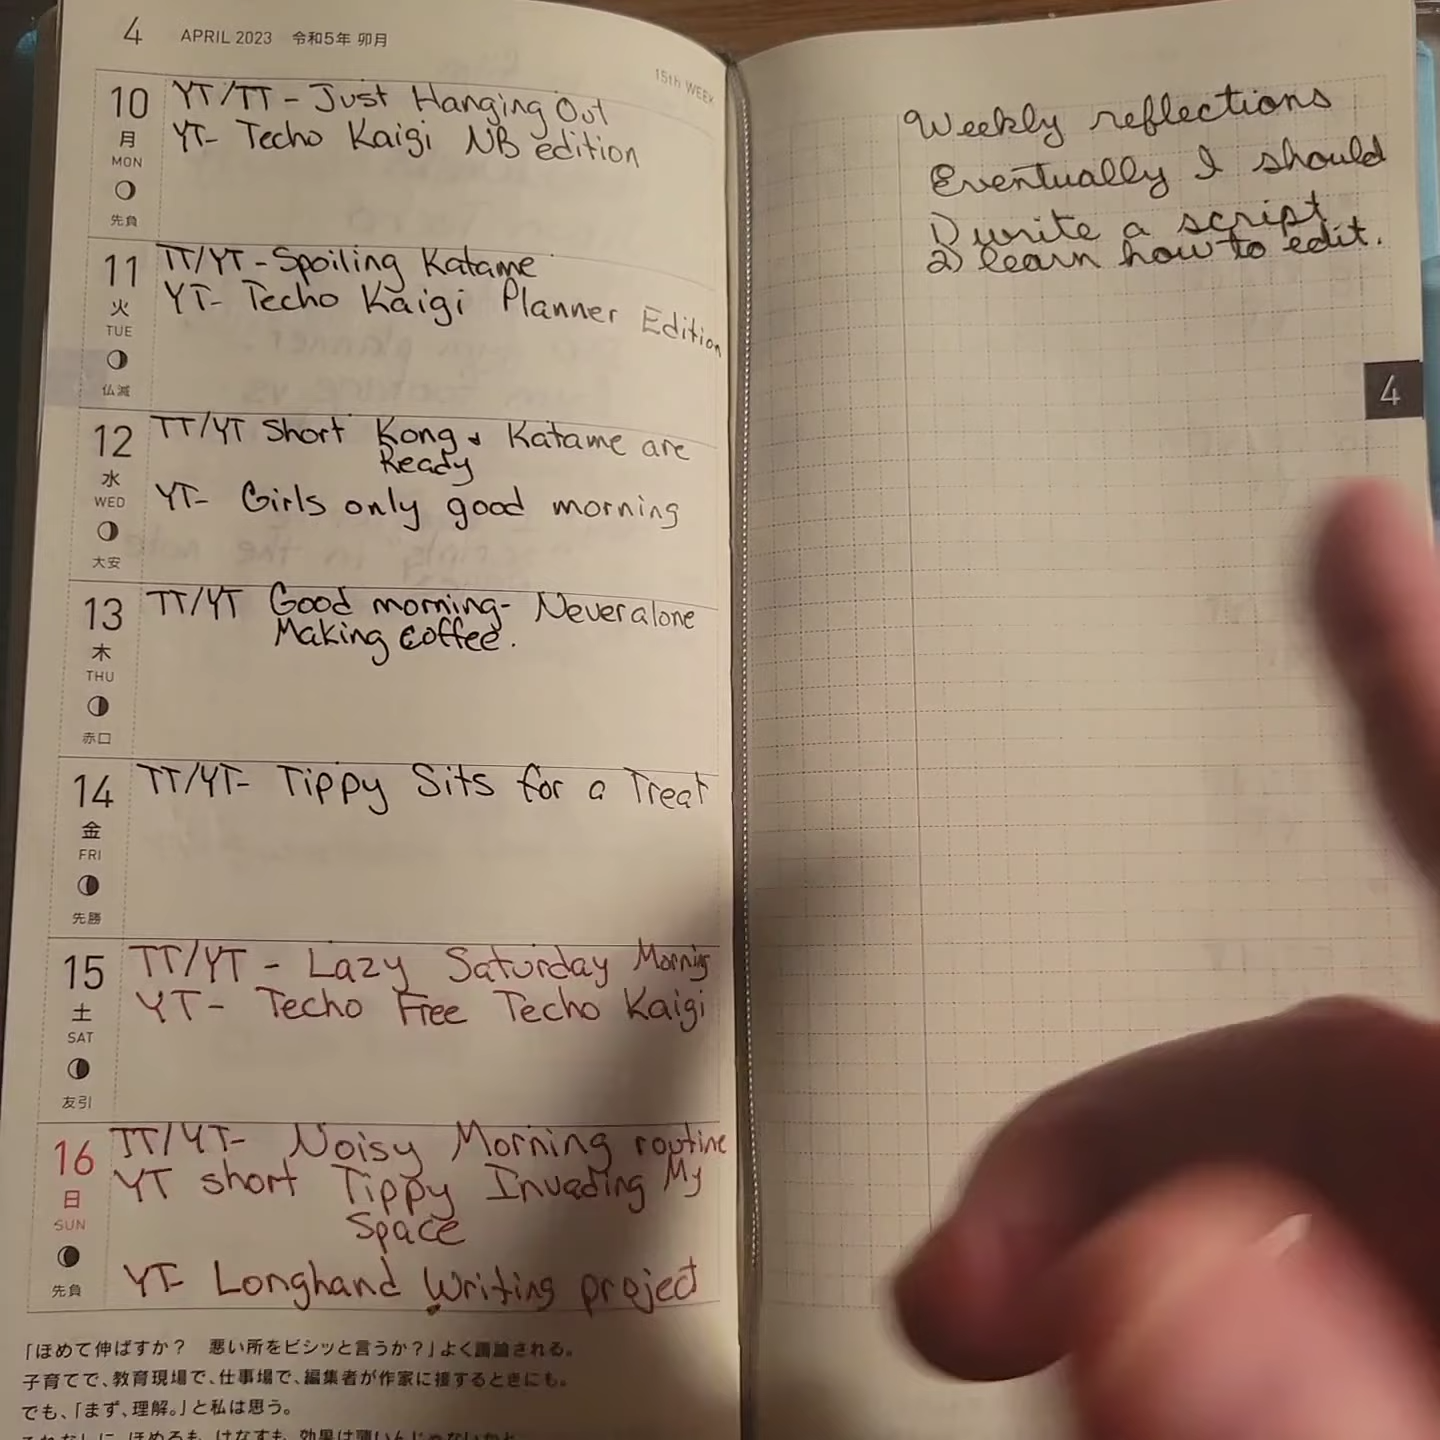 4 APRIL 2023 令和5年 卯月
15th WEEK
10 月 MON 先負
YT/TT - Just Hanging Out
YT- Techo Kaigi NB edition
11 火 TUE 仏滅
TT/YT - Spoiling Katame
YT- Techo Kaigi Planner Edition
12 水 WED 大安
TT/YT Short Kong & Katame are
Ready
YT- Girls only good morning
13 木 THU 赤口
TT/YT Good morning- Never alone
Making coffee.
14 金 FRI 先勝
TT/YT- Tippy Sits for a Treat
15 土 SAT 友引
TT/YT - Lazy Saturday Morning
YT- Techo Free Techo Kaigi
16 日 SUN 先負
TT/YT- Noisy Morning routine
YT short Tippy Invading My
Space
YT- Longhand Writing project
「ほめて伸ばすか? 悪い所をビシッと言うか?」よく議論される。
子育てで、教育現場で、仕事場で、編集者が作家に接するときにも。
でも、「まず、理解。」と私は思う。
Weekly reflections
Eventually I should
1) write a script
2) learn how to edit.
4